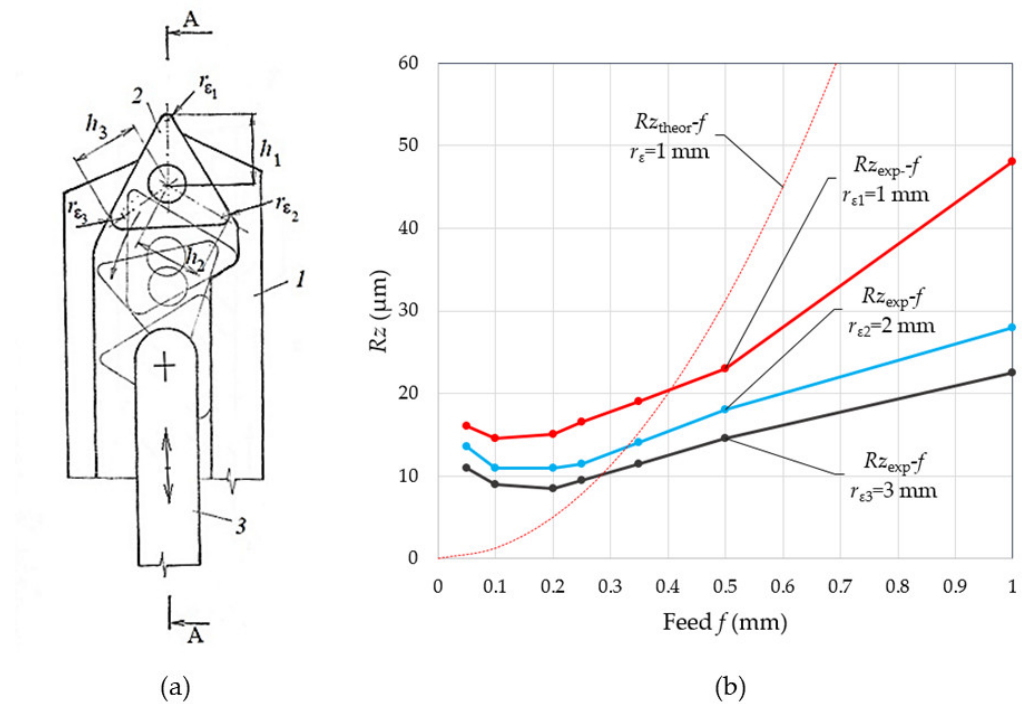 A
2
rε1
h3
h1
rε3
rε2
h2
1
3
A
(a)
60
50
40
30
20
10
0
Rz (µm)
0
0.1
0.2
0.3
0.4
0.5
0.6
0.7
0.8
0.9
1
Feed f (mm)
Rztheor-f
rε=1 mm
Rzexp-f
rε1=1 mm
Rzexp-f
rε2=2 mm
Rzexp-f
rε3=3 mm
(b)